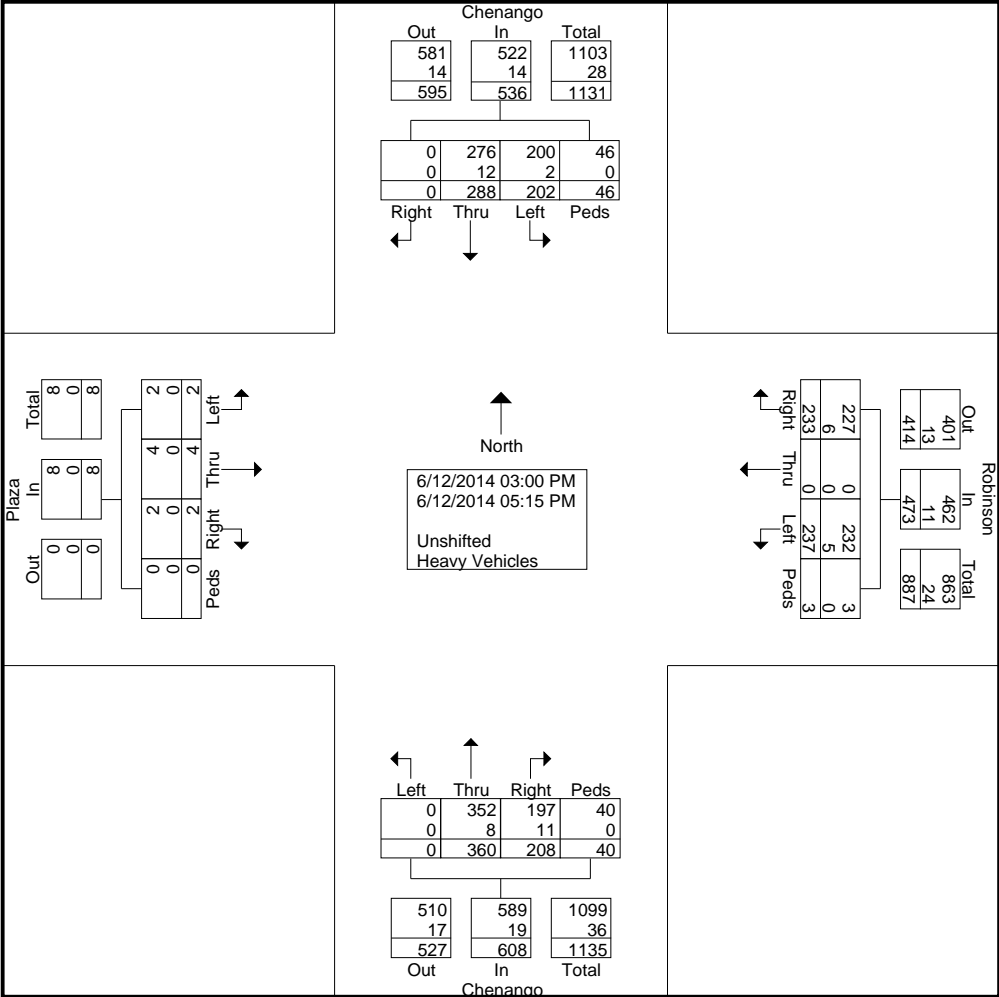 Chenango
Out In Total
581 522 1103
14 14 28
595 536 1131
0 276 200 46
0 12 2 0
0 288 202 46
Right Thru Left Peds
Plaza
Total In Out
8 8 0
0 0 0
8 8 0
Left Thru Right Peds
2 4 2 0
0 0 0 0
2 4 2 0
North
6/12/2014 03:00 PM
6/12/2014 05:15 PM
Unshifted
Heavy Vehicles
Right Thru Left Peds
227 0 232 3
6 0 5 0
233 0 237 3
Robinson
Out In Total
401 462 863
13 11 24
414 473 887
Left Thru Right Peds
0 352 197 40
0 8 11 0
0 360 208 40
510 589 1099
17 19 36
527 608 1135
Out In Total
Chenango